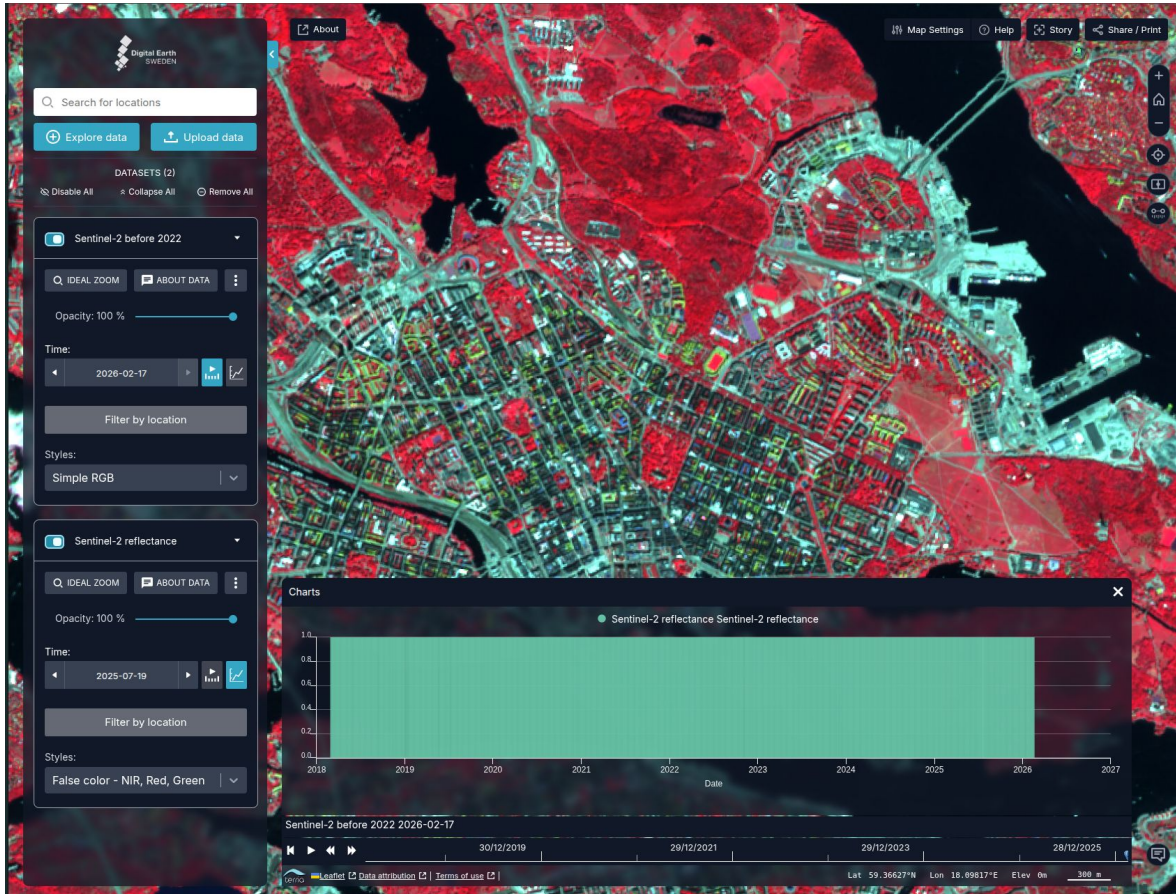 About
Map Settings
Help
Story
Share / Print
Digital Earth
SWEDEN
Search for locations
Explore data
Upload data
DATASETS (2)
Disable All
Collapse All
Remove All
Sentinel-2 before 2022
IDEAL ZOOM
ABOUT DATA
Opacity: 100 %
Time:
2026-02-17
Filter by location
Styles:
Simple RGB
Sentinel-2 reflectance
IDEAL ZOOM
ABOUT DATA
Opacity: 100 %
Time:
2025-07-19
Filter by location
Styles:
False color - NIR, Red, Green
Charts
Sentinel-2 reflectance Sentinel-2 reflectance
1.0
0.8
0.6
0.4
0.2
0.0
2018 2019 2020 2021 2022 2023 2024 2025 2026 2027
Date
Sentinel-2 before 2022 2026-02-17
30/12/2019 29/12/2021 29/12/2023 28/12/2025
terria Leaflet Data attribution | Terms of use | Lat 59.36627°N Lon 18.09817°E Elev 0m 300 m